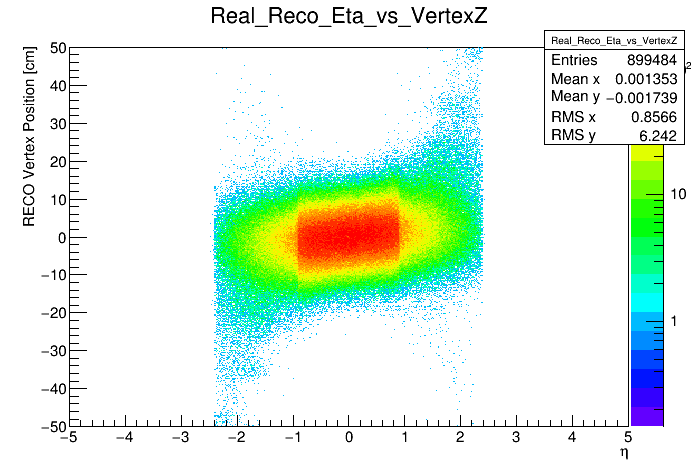 Real_Reco_Eta_vs_VertexZ
Real_Reco_Eta_vs_VertexZ
Entries 899484
Mean x 0.001353
Mean y −0.001739
RMS x 0.8566
RMS y 6.242
RECO Vertex Position [cm]
50
40
30
20
10
0
−10
−20
−30
−40
−50
−5 −4 −3 −2 −1 0 1 2 3 4 5
η
2
10
1